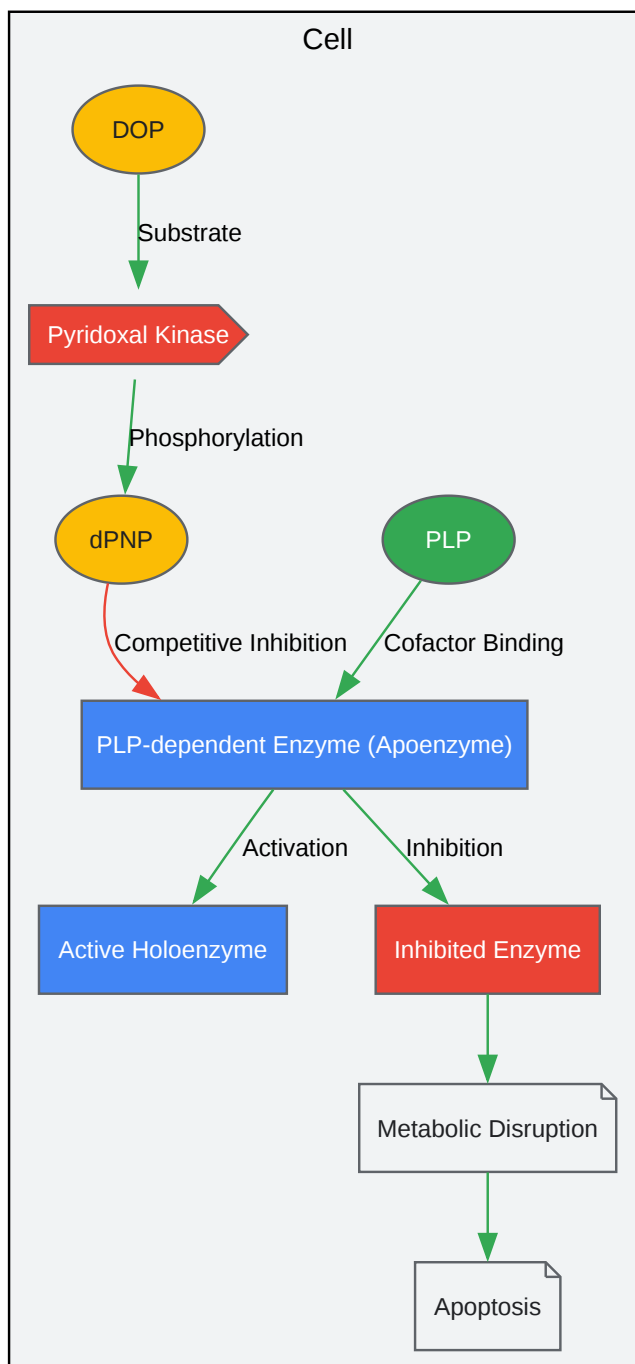 Cell
DOP
Substrate
Pyridoxal Kinase
Phosphorylation
dPNP
PLP
Competitive Inhibition
Cofactor Binding
PLP-dependent Enzyme (Apoenzyme)
Activation
Inhibition
Active Holoenzyme
Inhibited Enzyme
Metabolic Disruption
Apoptosis